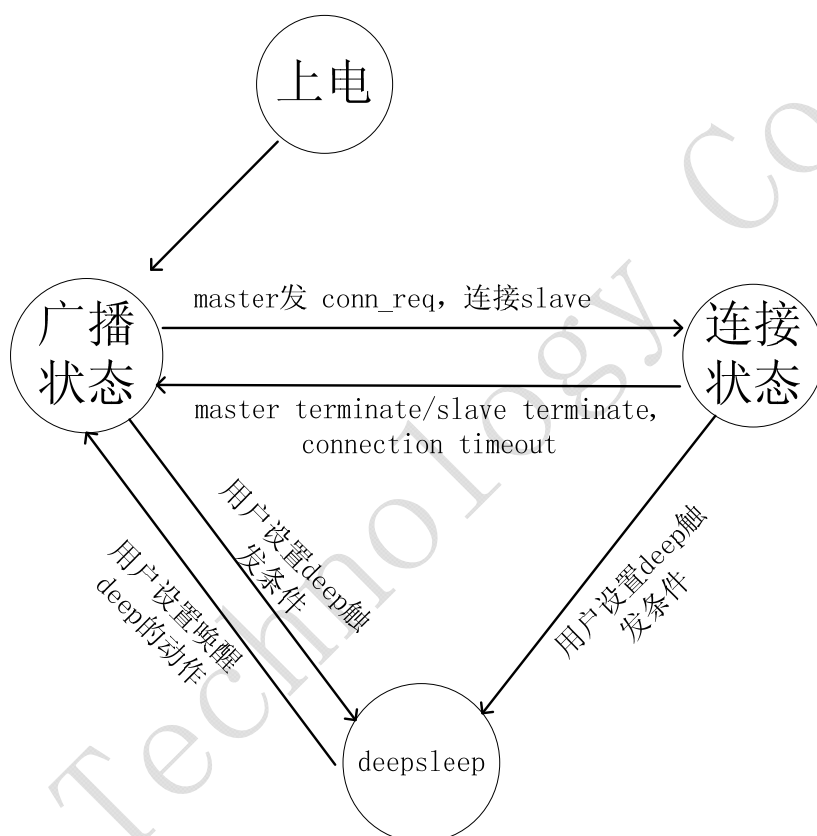 上电
广播
状态
master发 conn_req, 连接slave
连接
状态
master terminate/slave terminate,
connection timeout
用户设置deep触
发条件
用户设置唤醒
deep的动作
用户设置deep触
发条件
deepsleep
Technology Co